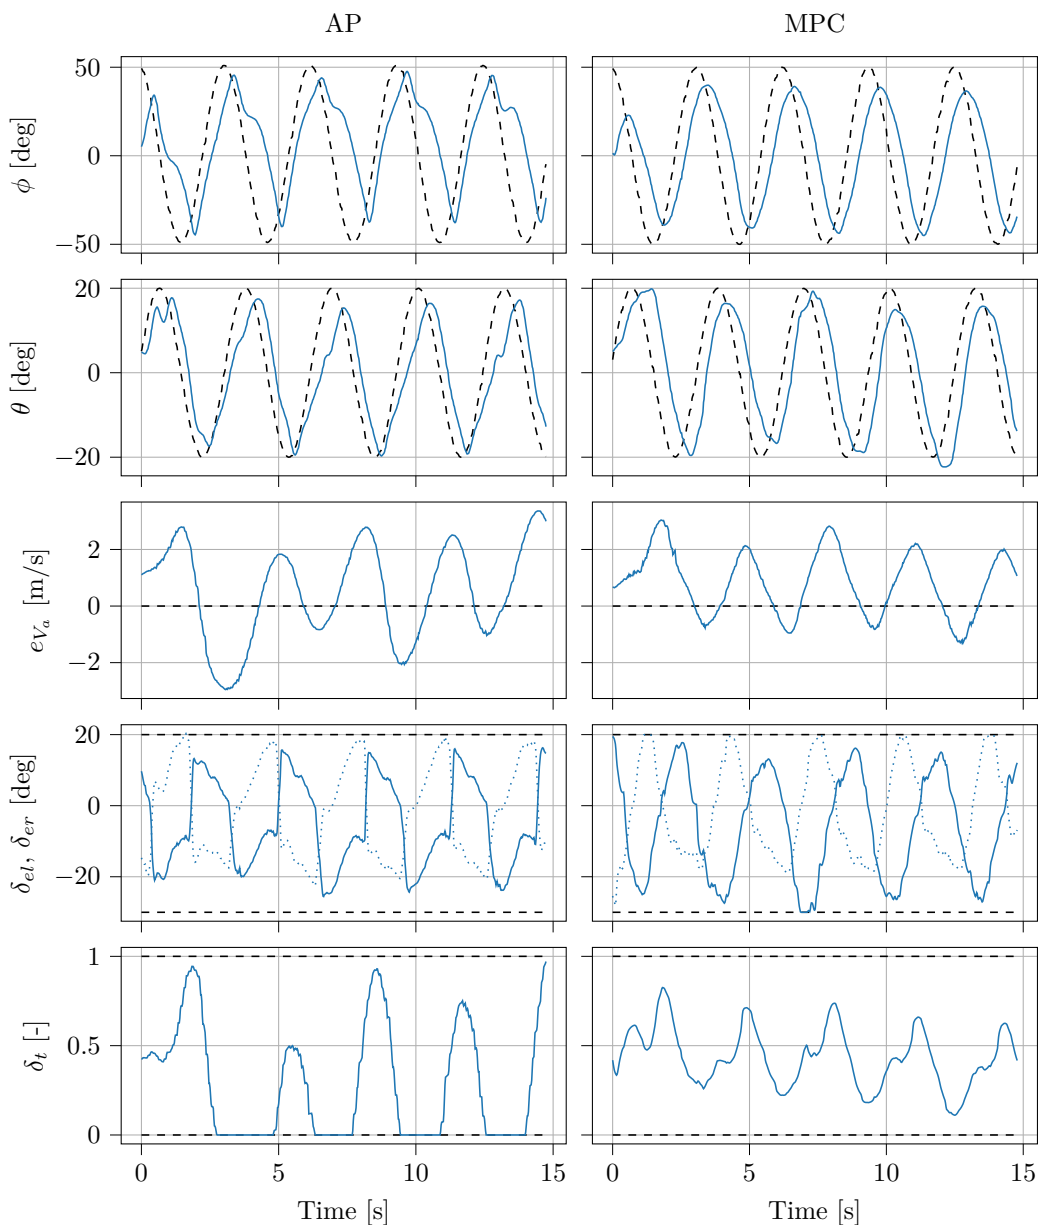 AP MPC
50
0
−50
ϕ [deg]
20
0
−20
θ [deg]
2
0
−2
e_{V_a} [m/s]
20
0
−20
δ_{el}, δ_{er} [deg]
1
0.5
0
δ_t [-]
0 5 10 15 0 5 10 15
Time [s] Time [s]